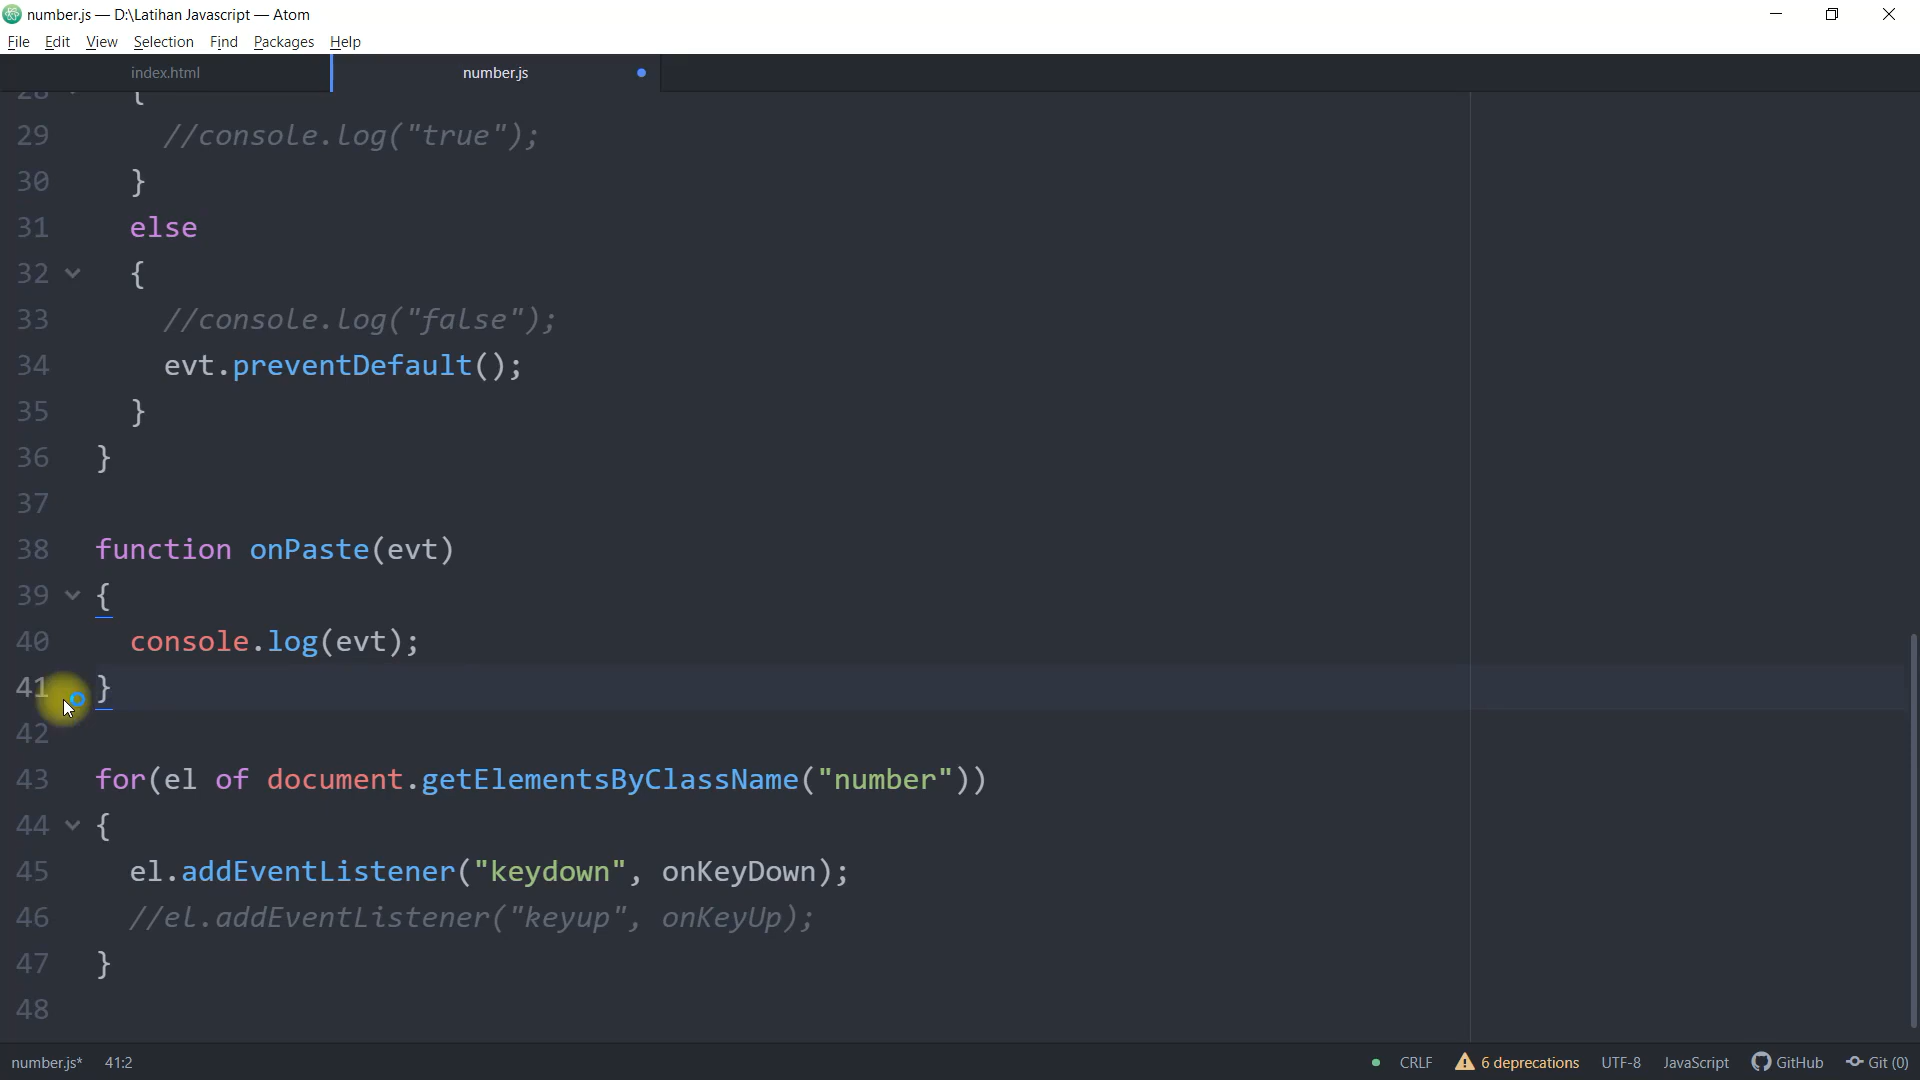 number.js — D:\Latihan Javascript — Atom
File Edit View Selection Find Packages Help
index.html number.js
28 {
29 //console.log("true");
30 }
31 else
32 {
33 //console.log("false");
34 evt.preventDefault();
35 }
36 }
37
38 function onPaste(evt)
39 {
40 console.log(evt);
41 }
42
43 for(el of document.getElementsByClassName("number"))
44 {
45 el.addEventListener("keydown", onKeyDown);
46 //el.addEventListener("keyup", onKeyUp);
47 }
48
number.js* 41:2 CRLF 6 deprecations UTF-8 JavaScript GitHub Git (0)